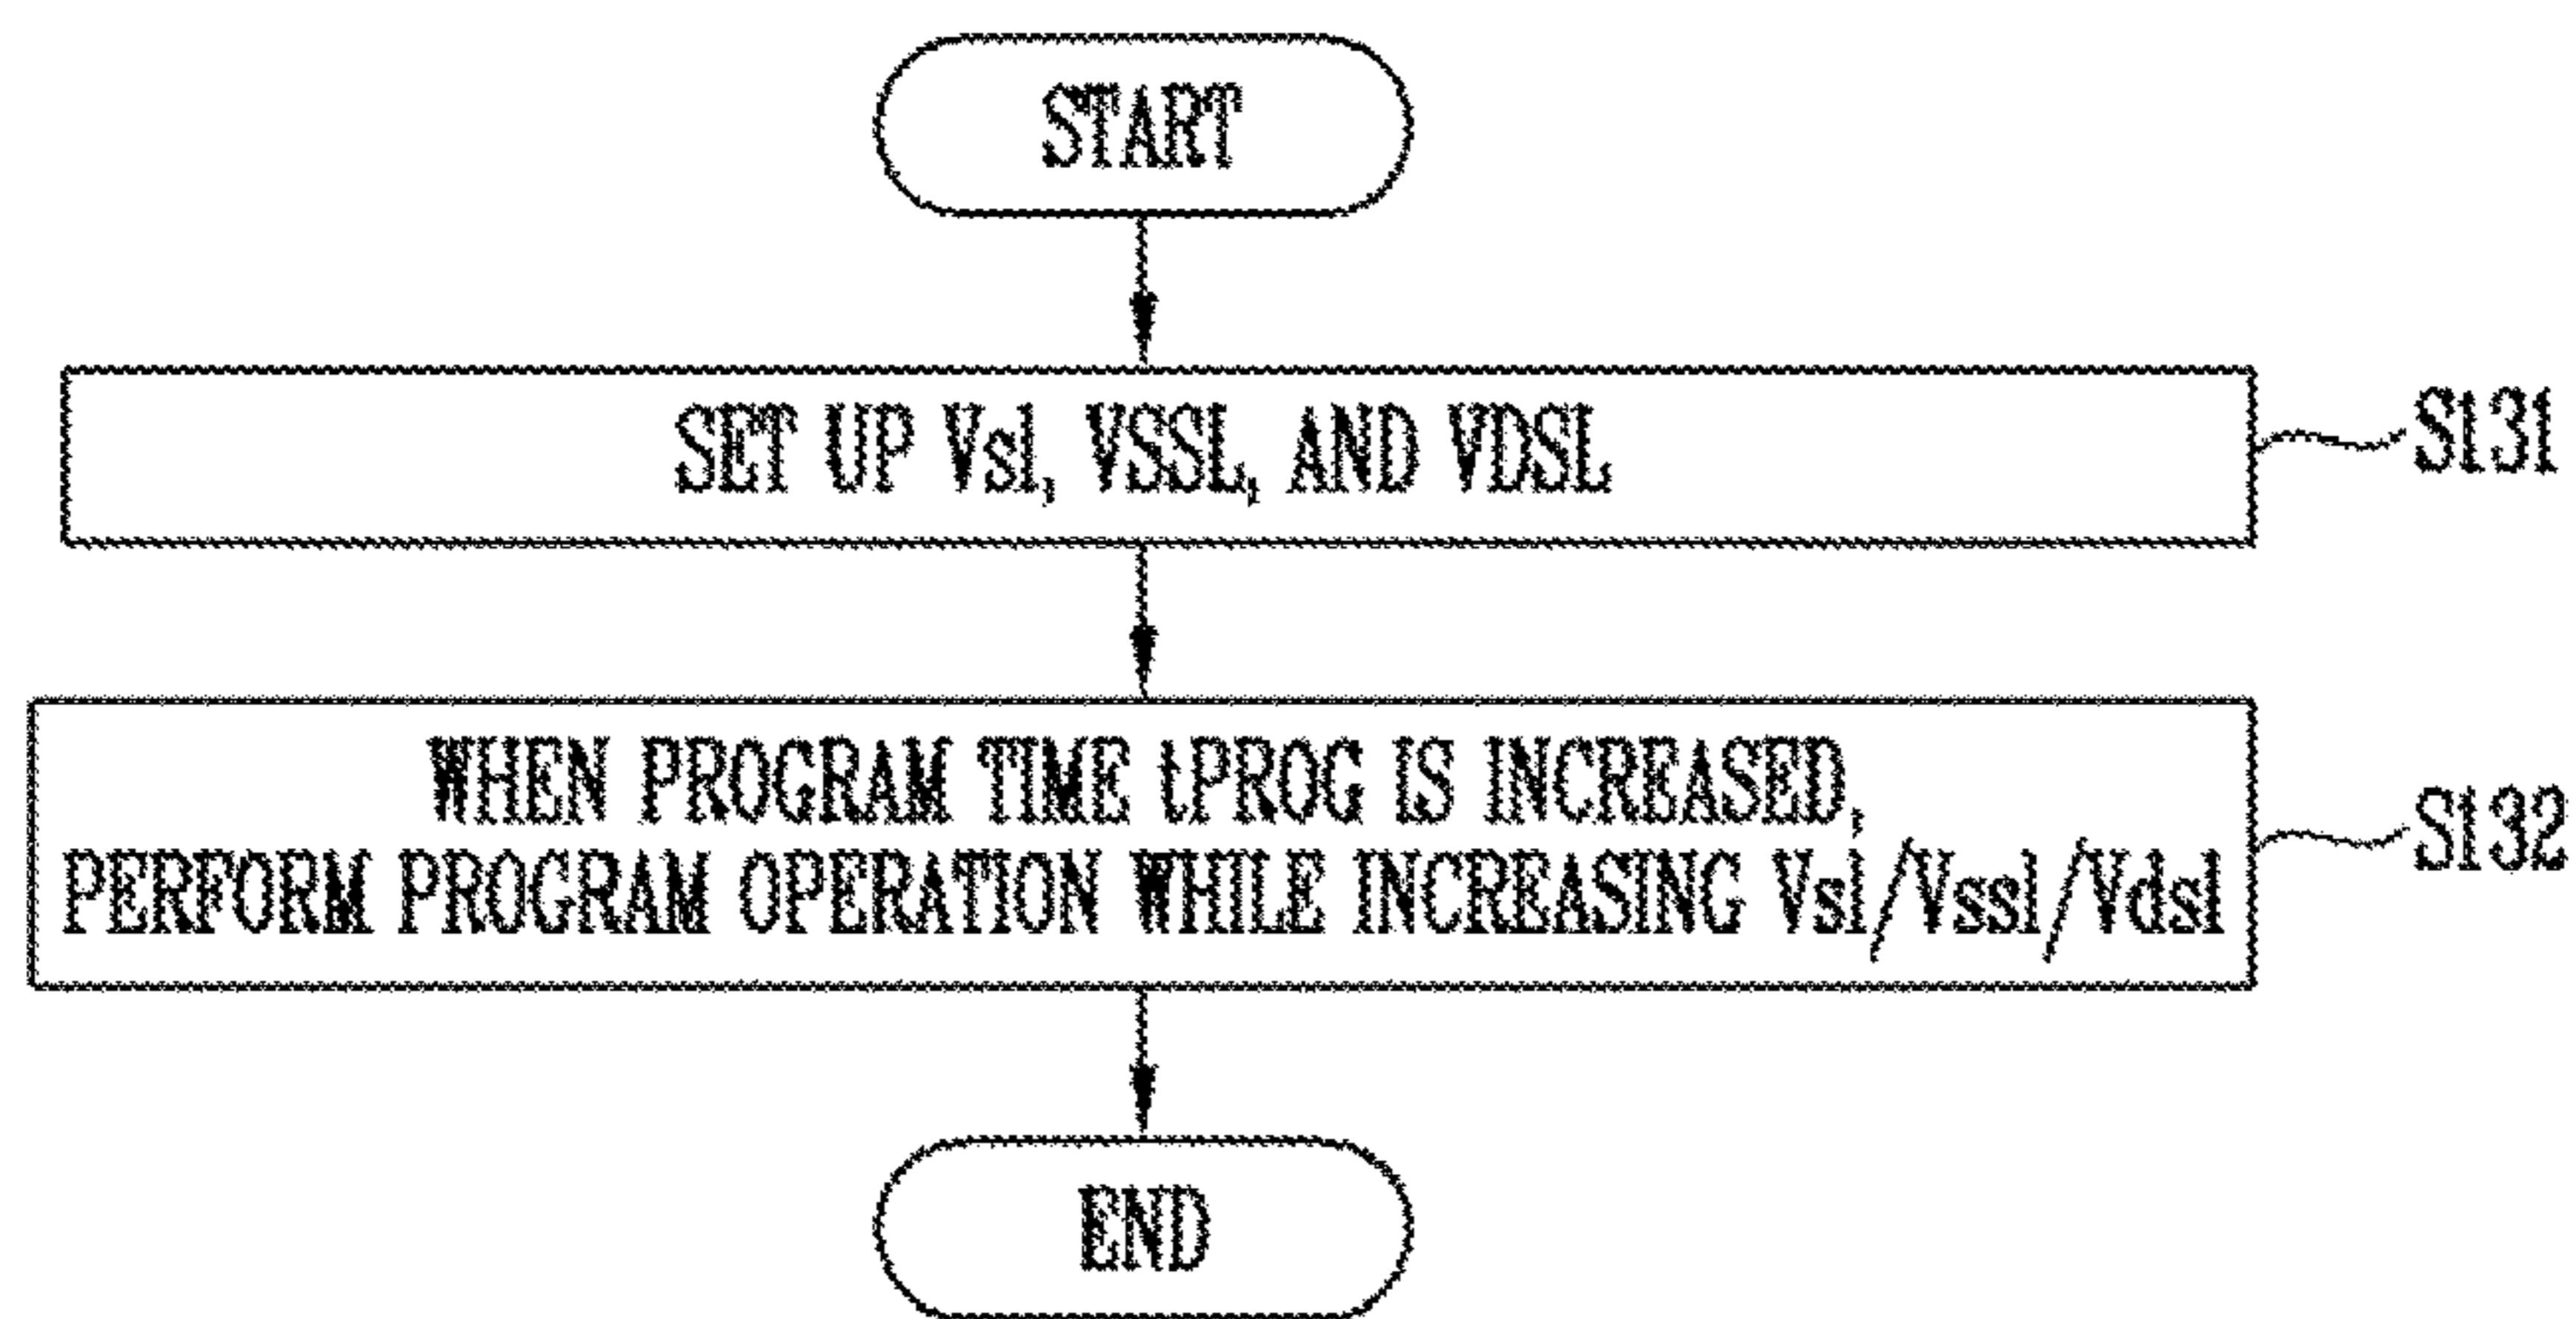 START
SET UP Vsl, VSSL, AND VDSL
S131
WHEN PROGRAM TIME tPROG IS INCREASED,
PERFORM PROGRAM OPERATION WHILE INCREASING Vsl/Vssl/Vdsl
S132
END